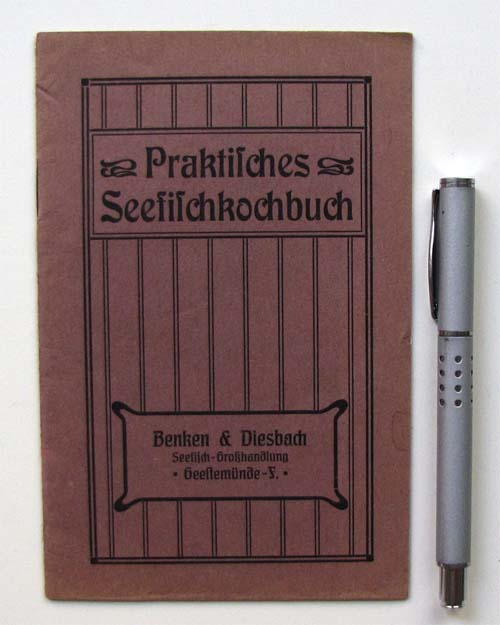 Praktiſches
Seefiſchkochbuch
Benken & Diesbach
Seefiſch-Großhandlung
• Geeſtemünde-F. •